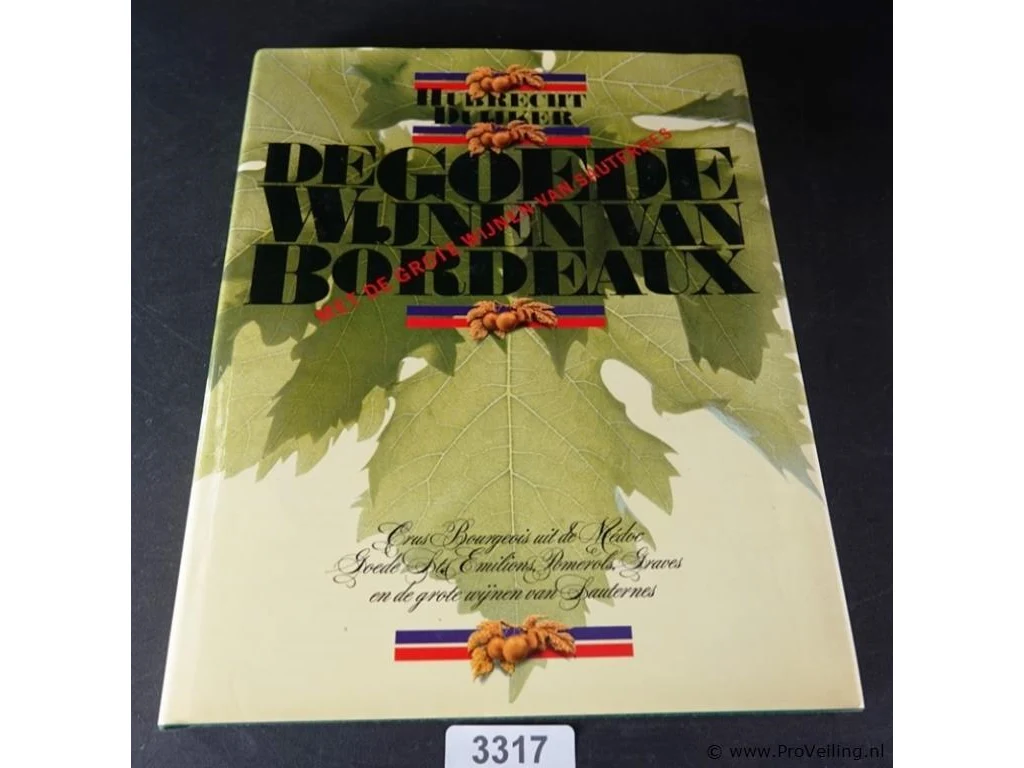 HUBRECHT
DUIJKER
DE GOEDE
WIJNEN VAN
BORDEAUX
MET DE GROTE WIJNEN VAN SAUTERNES
Crus Bourgeois uit de Médoc
Goede Sts Emilions, Pomerols, Graves
en de grote wijnen van Sauternes
3317
© www.ProVeiling.nl